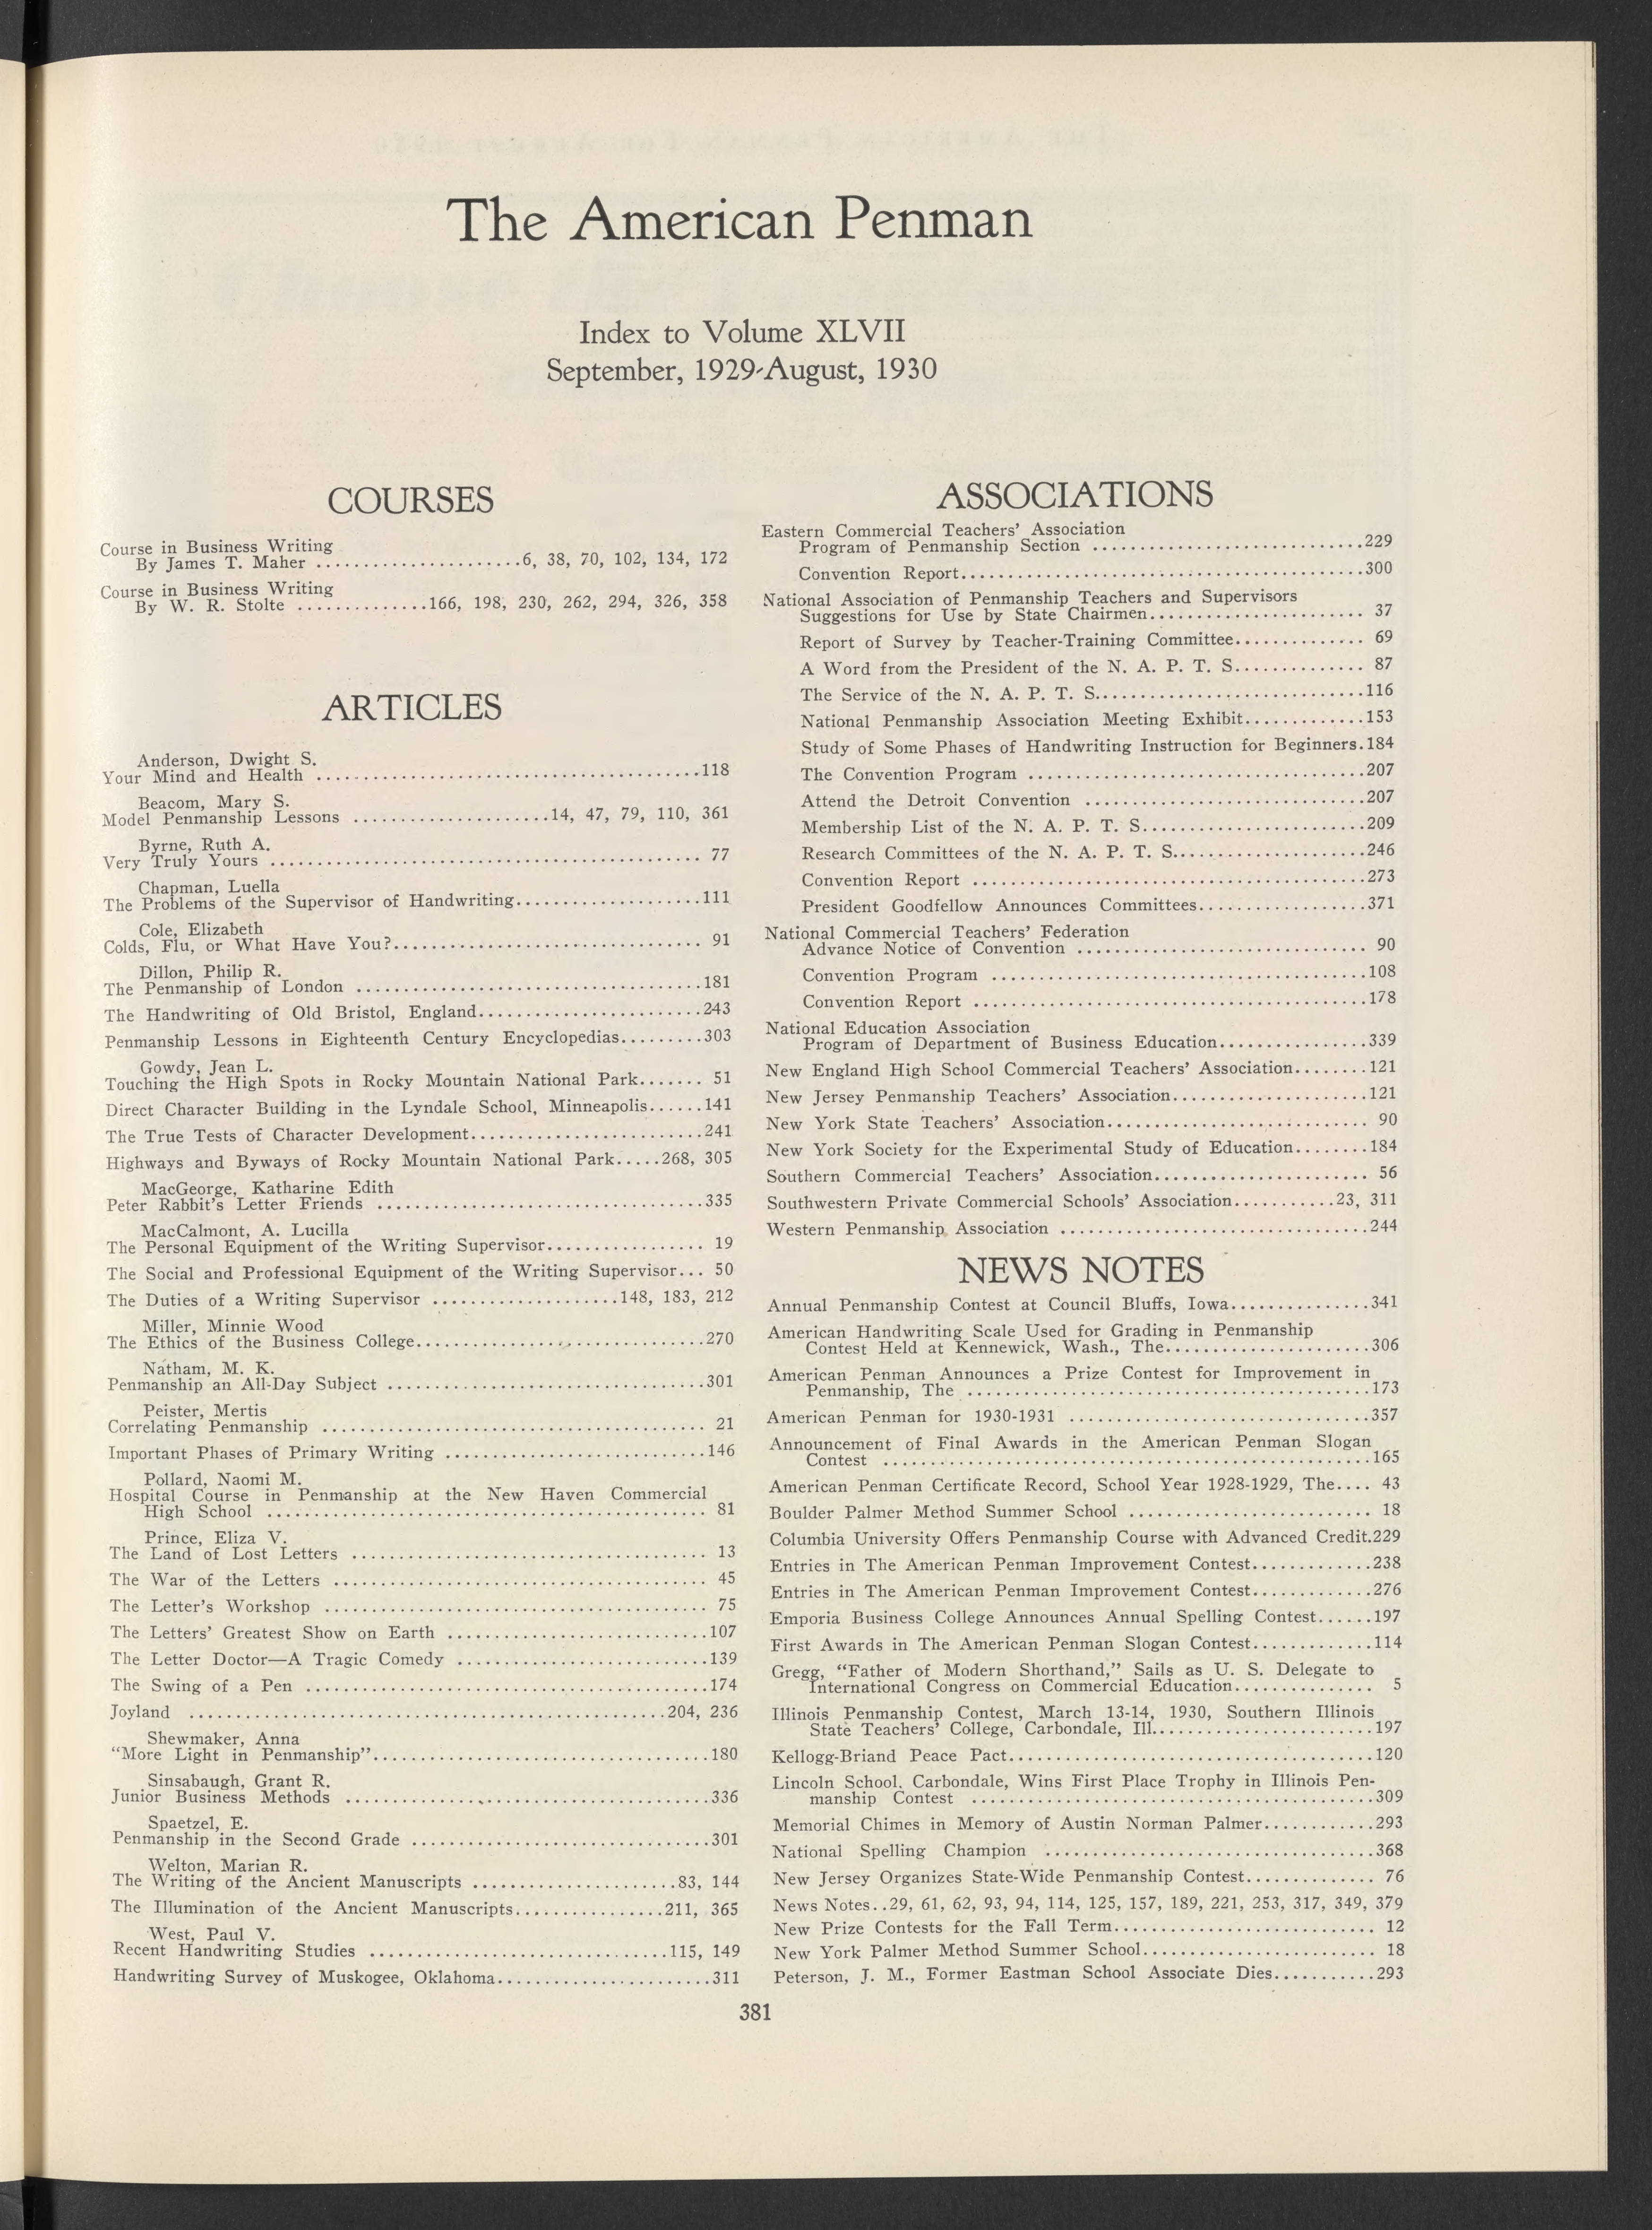 The American Penman
Index to Volume XLVII
September, 1929-August, 1930
COURSES
Course in Business Writing
By James T. Maher ......................6, 38, 70, 102, 134, 172
Course in Business Writing
By W. R. Stolte ..............166, 198, 230, 262, 294, 326, 358
ARTICLES
Anderson, Dwight S.
Your Mind and Health .........................................118
Beacom, Mary S.
Model Penmanship Lessons .....................14, 47, 79, 110, 361
Byrne, Ruth A.
Very Truly Yours .............................................. 77
Chapman, Luella
The Problems of the Supervisor of Handwriting....................111
Cole, Elizabeth
Colds, Flu, or What Have You?................................. 91
Dillon, Philip R.
The Penmanship of London .....................................181
The Handwriting of Old Bristol, England........................243
Penmanship Lessons in Eighteenth Century Encyclopedias.........303
Gowdy, Jean L.
Touching the High Spots in Rocky Mountain National Park....... 51
Direct Character Building in the Lyndale School, Minneapolis......141
The True Tests of Character Development.........................241
Highways and Byways of Rocky Mountain National Park.....268, 305
MacGeorge, Katharine Edith
Peter Rabbit's Letter Friends ...................................335
MacCalmont, A. Lucilla
The Personal Equipment of the Writing Supervisor................. 19
The Social and Professional Equipment of the Writing Supervisor... 50
The Duties of a Writing Supervisor ....................148, 183, 212
Miller, Minnie Wood
The Ethics of the Business College...............................270
Natham, M. K.
Penmanship an All-Day Subject ..................................301
Peister, Mertis
Correlating Penmanship ......................................... 21
Important Phases of Primary Writing ............................146
Pollard, Naomi M.
Hospital Course in Penmanship at the New Haven Commercial
High School ............................................... 81
Prince, Eliza V.
The Land of Lost Letters ...................................... 13
The War of the Letters ........................................ 45
The Letter's Workshop ......................................... 75
The Letters' Greatest Show on Earth ............................107
The Letter Doctor—A Tragic Comedy ...........................139
The Swing of a Pen ...........................................174
Joyland ...................................................204, 236
Shewmaker, Anna
"More Light in Penmanship"....................................180
Sinsabaugh, Grant R.
Junior Business Methods .......................................336
Spaetzel, E.
Penmanship in the Second Grade ................................301
Welton, Marian R.
The Writing of the Ancient Manuscripts ......................83, 144
The Illumination of the Ancient Manuscripts................211, 365
West, Paul V.
Recent Handwriting Studies ................................115, 149
Handwriting Survey of Muskogee, Oklahoma.......................311
ASSOCIATIONS
Eastern Commercial Teachers' Association
Program of Penmanship Section .............................229
Convention Report...........................................300
National Association of Penmanship Teachers and Supervisors
Suggestions for Use by State Chairmen....................... 37
Report of Survey by Teacher-Training Committee.............. 69
A Word from the President of the N. A. P. T. S.............. 87
The Service of the N. A. P. T. S............................116
National Penmanship Association Meeting Exhibit.............153
Study of Some Phases of Handwriting Instruction for Beginners.184
The Convention Program ....................................207
Attend the Detroit Convention ..............................207
Membership List of the N. A. P. T. S........................209
Research Committees of the N. A. P. T. S.....................246
Convention Report ..........................................273
President Goodfellow Announces Committees..................371
National Commercial Teachers' Federation
Advance Notice of Convention ............................... 90
Convention Program ........................................108
Convention Report ..........................................178
National Education Association
Program of Department of Business Education................339
New England High School Commercial Teachers' Association........121
New Jersey Penmanship Teachers' Association.....................121
New York State Teachers' Association............................ 90
New York Society for the Experimental Study of Education........184
Southern Commercial Teachers' Association....................... 56
Southwestern Private Commercial Schools' Association...........23, 311
Western Penmanship Association .................................244
NEWS NOTES
Annual Penmanship Contest at Council Bluffs, Iowa...............341
American Handwriting Scale Used for Grading in Penmanship
Contest Held at Kennewick, Wash., The......................306
American Penman Announces a Prize Contest for Improvement in
Penmanship, The ...........................................173
American Penman for 1930-1931 ................................357
Announcement of Final Awards in the American Penman Slogan
Contest ....................................................165
American Penman Certificate Record, School Year 1928-1929, The.... 43
Boulder Palmer Method Summer School .......................... 18
Columbia University Offers Penmanship Course with Advanced Credit.229
Entries in The American Penman Improvement Contest.............238
Entries in The American Penman Improvement Contest.............276
Emporia Business College Announces Annual Spelling Contest......197
First Awards in The American Penman Slogan Contest.............114
Gregg, "Father of Modern Shorthand," Sails as U. S. Delegate to
International Congress on Commercial Education............... 5
Illinois Penmanship Contest, March 13-14, 1930, Southern Illinois
State Teachers' College, Carbondale, Ill.......................197
Kellogg-Briand Peace Pact.......................................120
Lincoln School. Carbondale, Wins First Place Trophy in Illinois Pen-
manship Contest ...........................................309
Memorial Chimes in Memory of Austin Norman Palmer............293
National Spelling Champion ...................................368
New Jersey Organizes State-Wide Penmanship Contest.............. 76
News Notes..29, 61, 62, 93, 94, 114, 125, 157, 189, 221, 253, 317, 349, 379
New Prize Contests for the Fall Term............................ 12
New York Palmer Method Summer School......................... 18
Peterson, J. M., Former Eastman School Associate Dies...........293
381